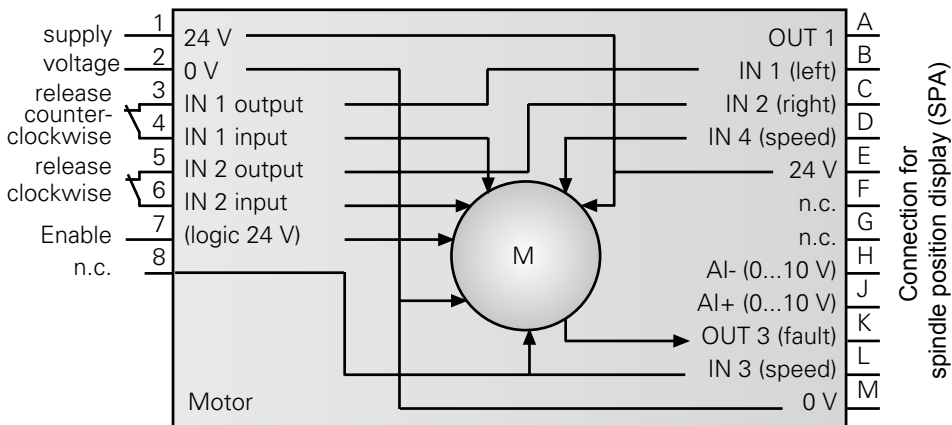 supply
voltage
release
counter-
clockwise
release
clockwise
Enable
n.c.
1
2
3
4
5
6
7
8
24 V
0 V
IN 1 output
IN 1 input
IN 2 output
IN 2 input
(logic 24 V)
Motor
M
OUT 1
IN 1 (left)
IN 2 (right)
IN 4 (speed)
24 V
n.c.
n.c.
AI- (0...10 V)
AI+ (0...10 V)
OUT 3 (fault)
IN 3 (speed)
0 V
A
B
C
D
E
F
G
H
J
K
L
M
Connection for
spindle position display (SPA)